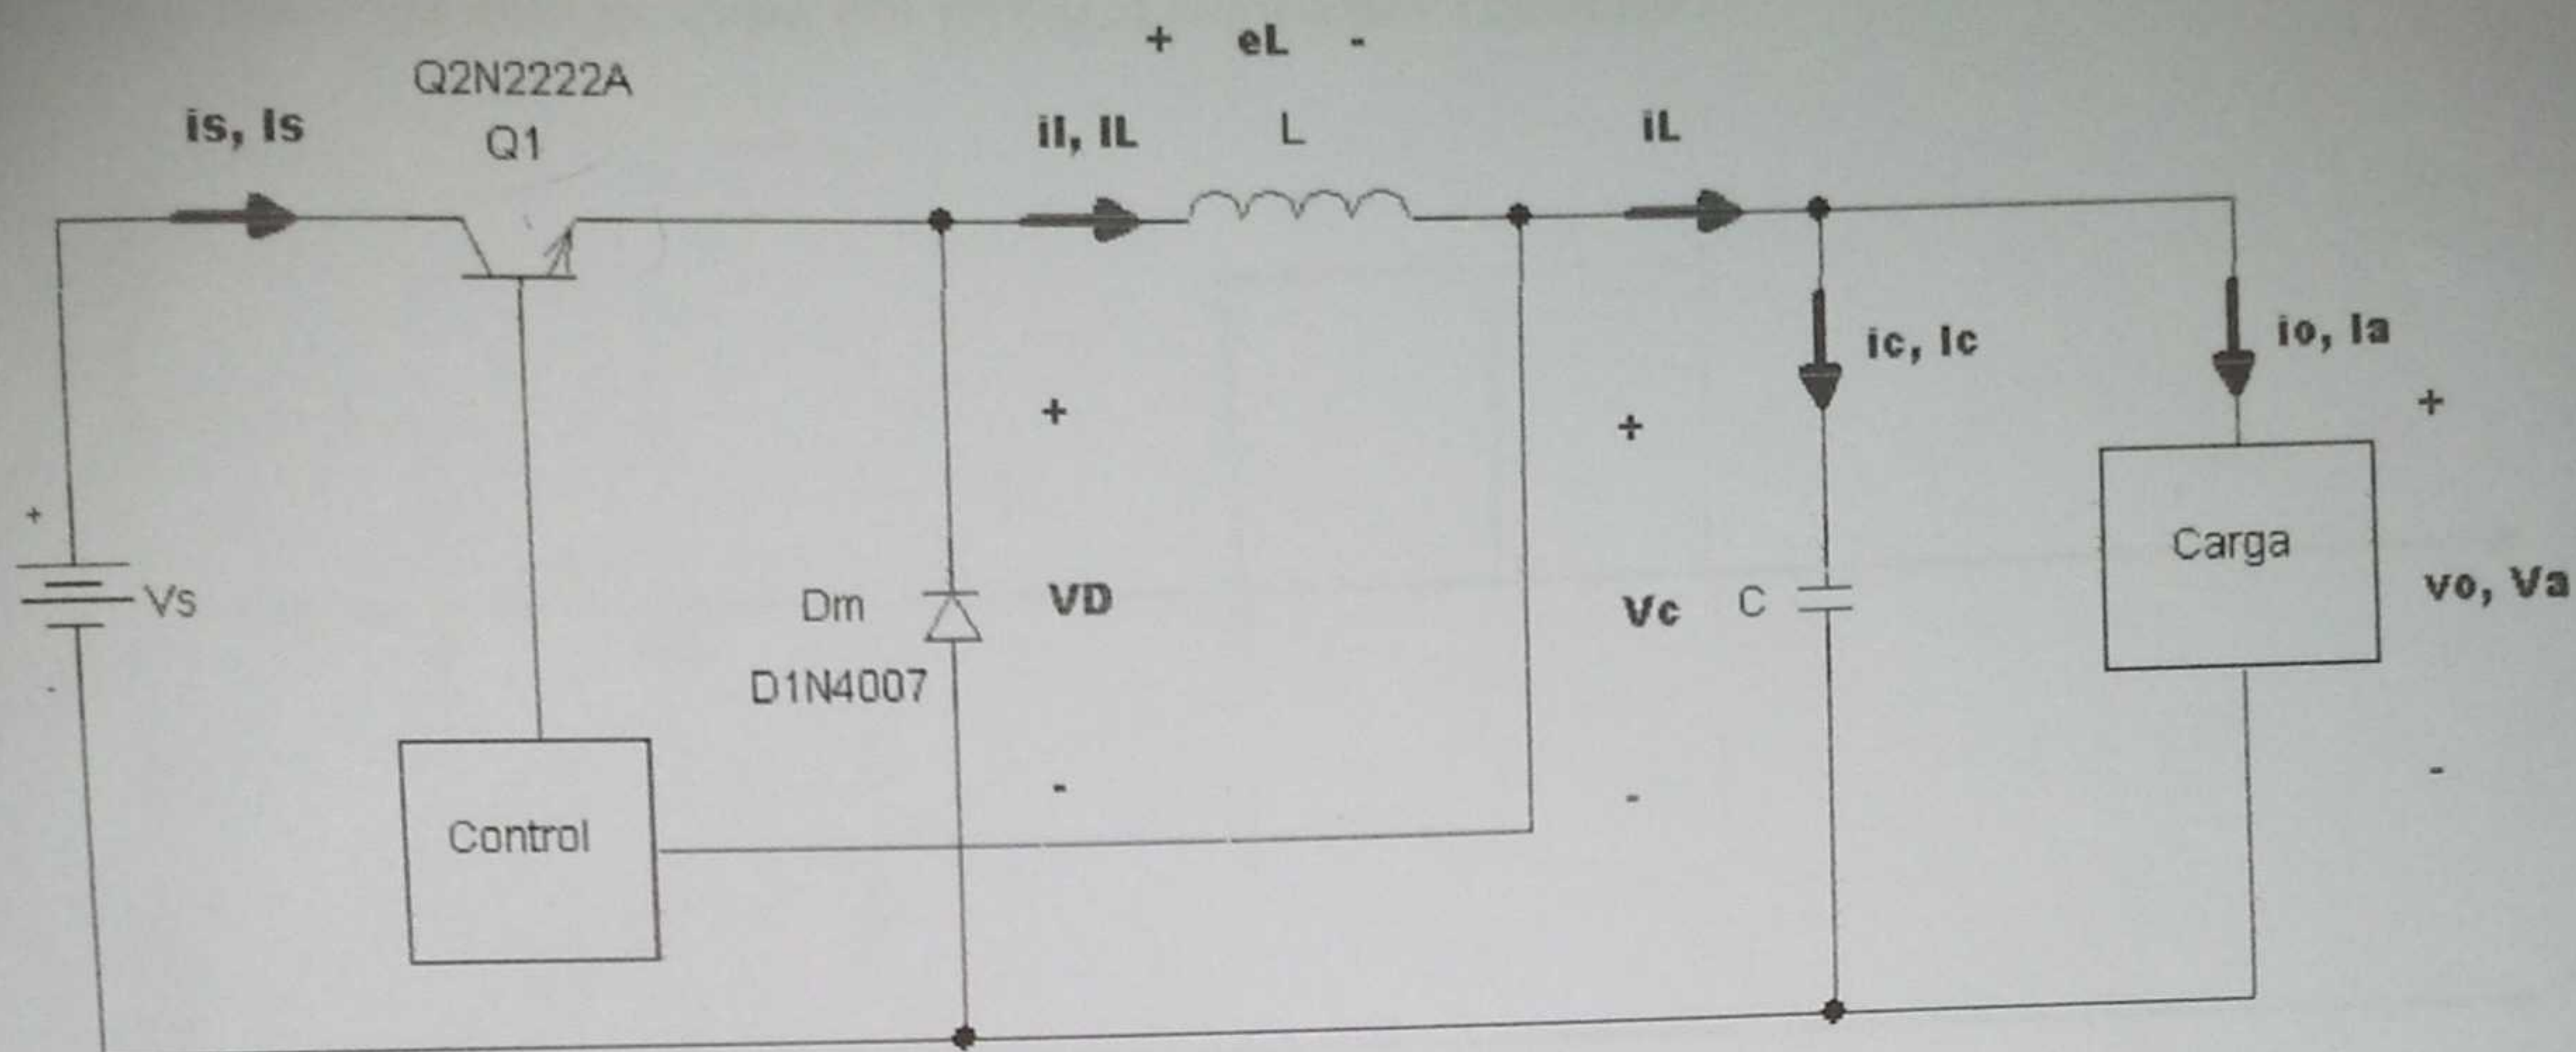 + eL -
Q2N2222A
is, Is
Q1
il, IL
L
iL
ic, Ic
io, Ia
+
+
+
+
Carga
Vs
Dm
VD
Vc
C
vo, Va
D1N4007
-
-
-
-
Control